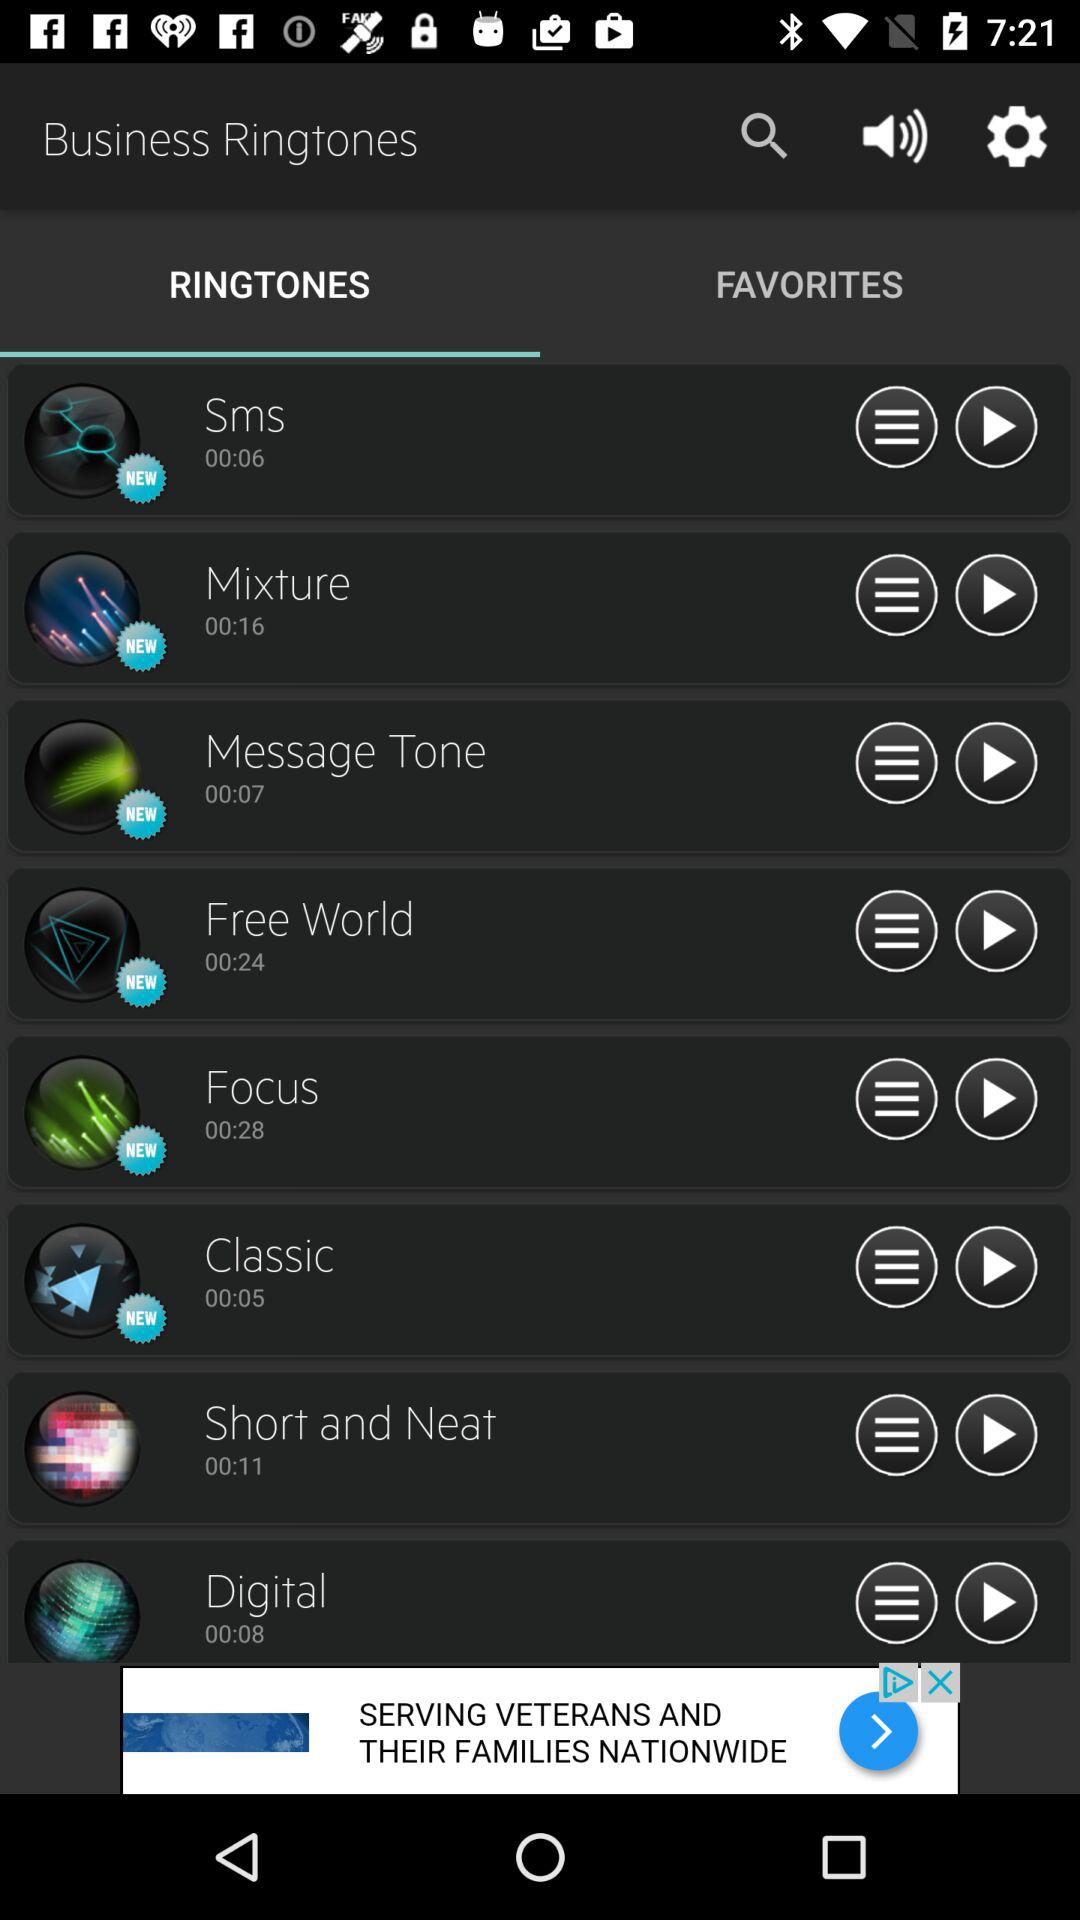 FAKE
7:21
Business Ringtones
RINGTONES
FAVORITES
Sms
00:06
NEW
Mixture
00:16
NEW
Message Tone
00:07
NEW
Free World
00:24
NEW
Focus
00:28
NEW
Classic
00:05
NEW
Short and Neat
00:11
Digital
00:08
SERVING VETERANS AND
THEIR FAMILIES NATIONWIDE